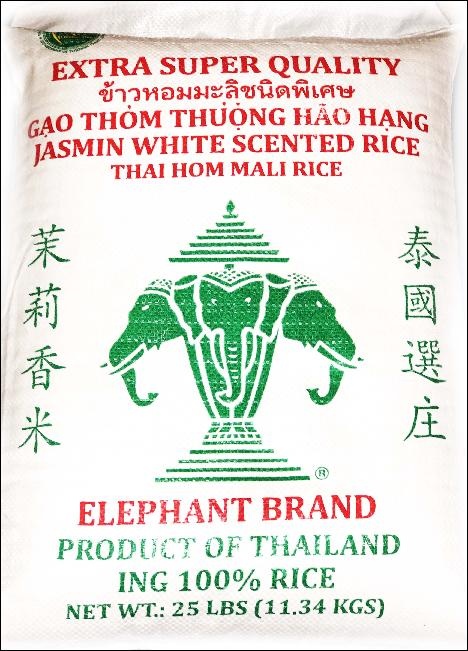 EXTRA SUPER QUALITY
ข้าวหอมมะลิชนิดพิเศษ
GẠO THƠM THƯỢNG HẢO HẠNG
JASMIN WHITE SCENTED RICE
THAI HOM MALI RICE
茉莉香米
泰國選庄
®
ELEPHANT BRAND
PRODUCT OF THAILAND
ING 100% RICE
NET WT.: 25 LBS (11.34 KGS)